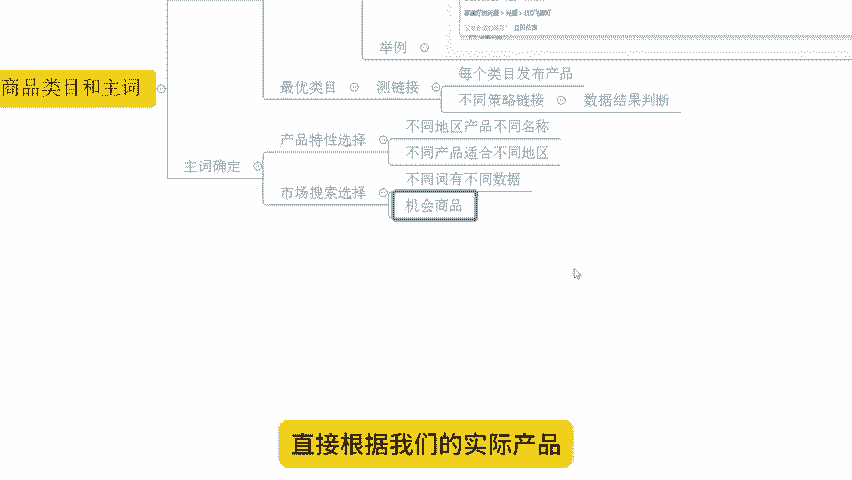 举例
商品类目和主词
最优类目
测链接
每个类目发布产品
不同策略链接
数据结果判断
主词确定
产品特性选择
不同地区产品不同名称
不同产品适合不同地区
市场搜索选择
不同词有不同数据
机会商品
直接根据我们的实际产品